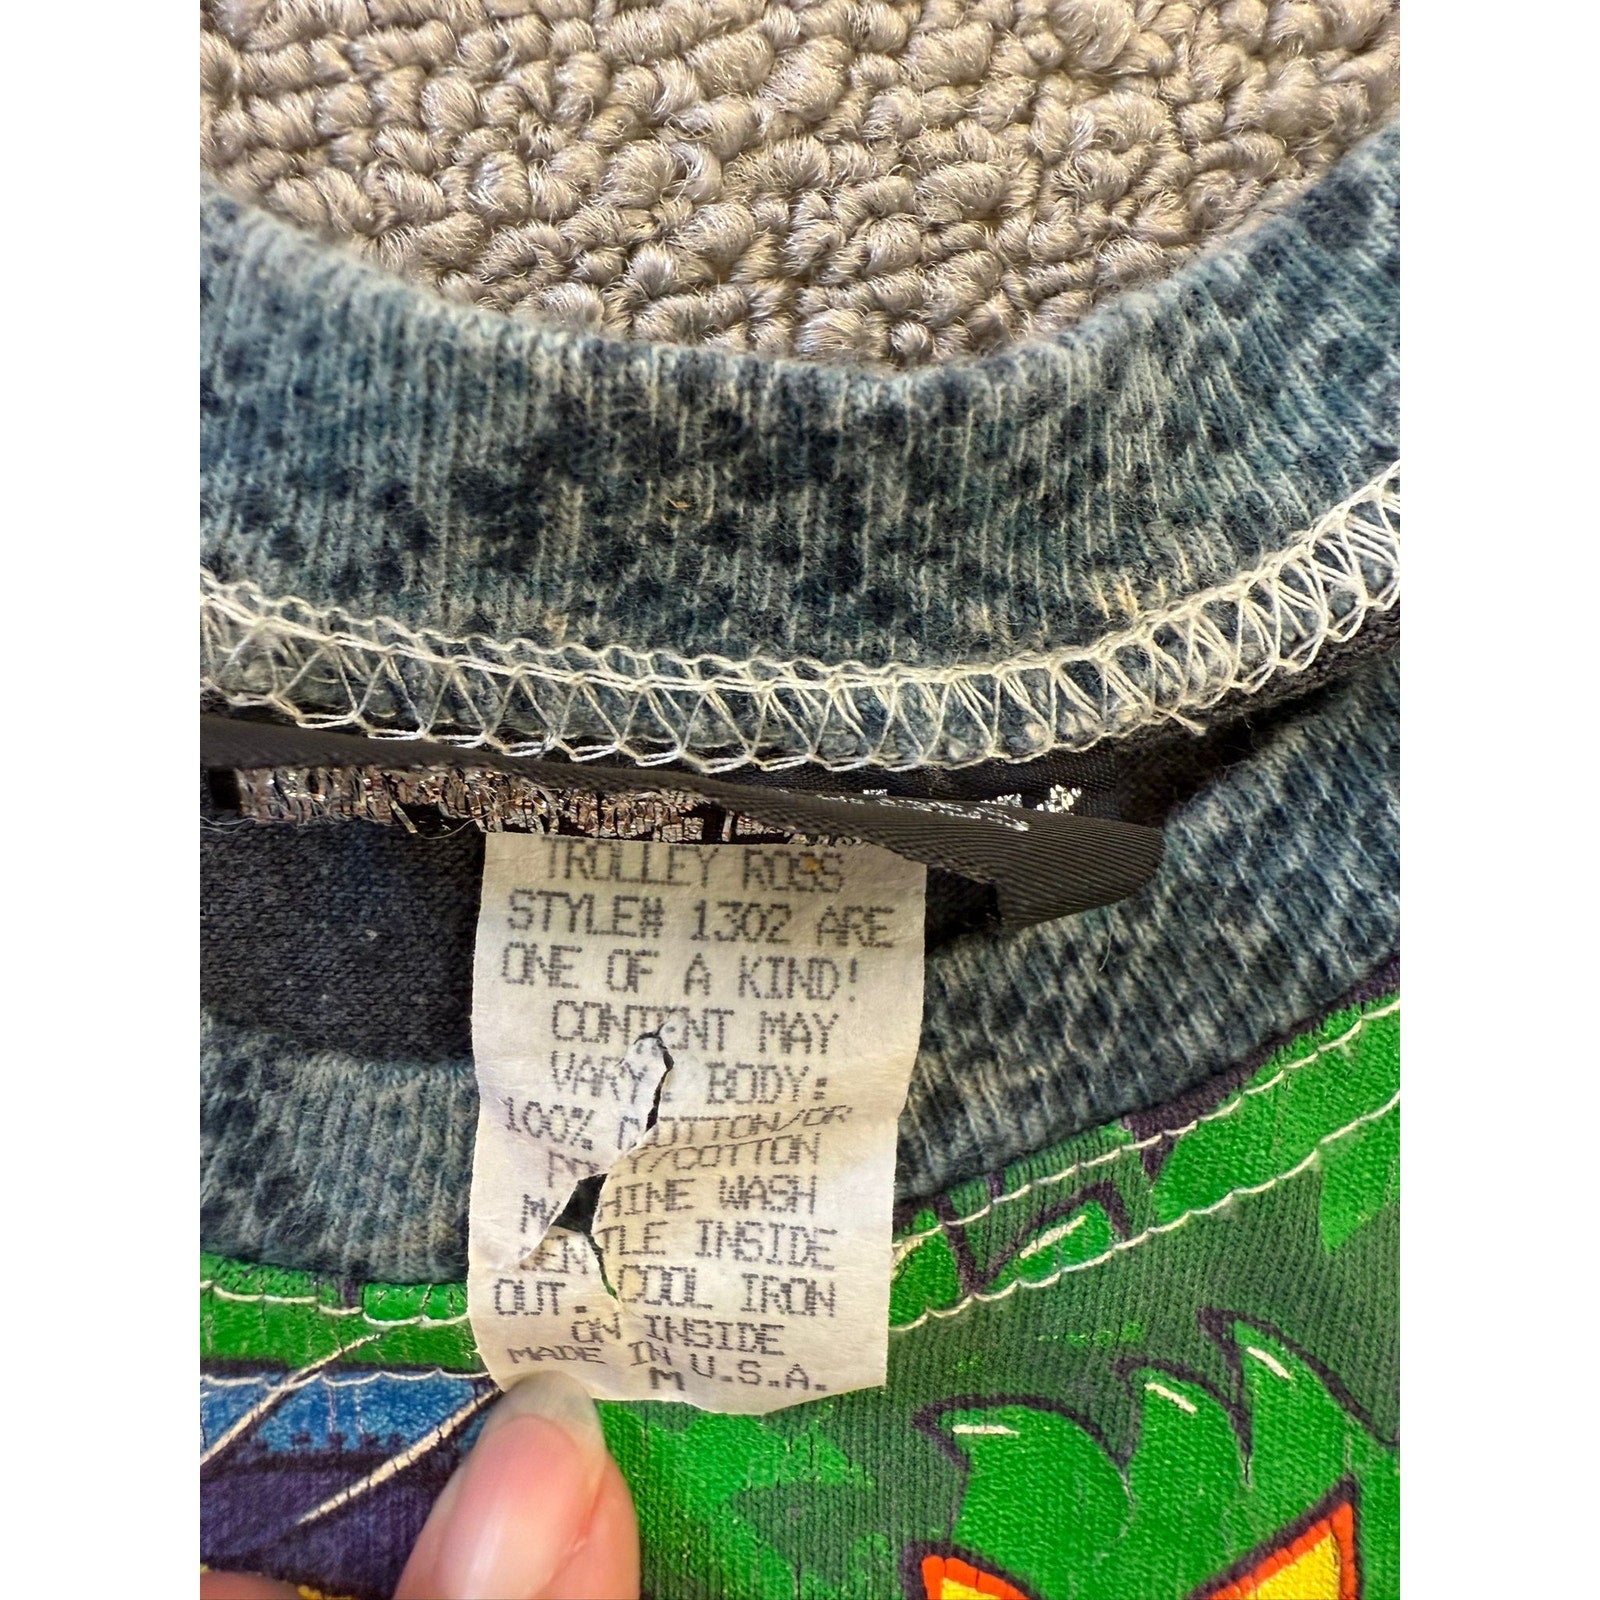 TROLLEY ROSS
STYLE# 1302 ARE
ONE OF A KIND!
CONTENT MAY
VARY BODY:
100% COTTON/OR
POLY/COTTON
MACHINE WASH
GENTLE INSIDE
OUT. COOL IRON
ON INSIDE
MADE IN U.S.A.
M